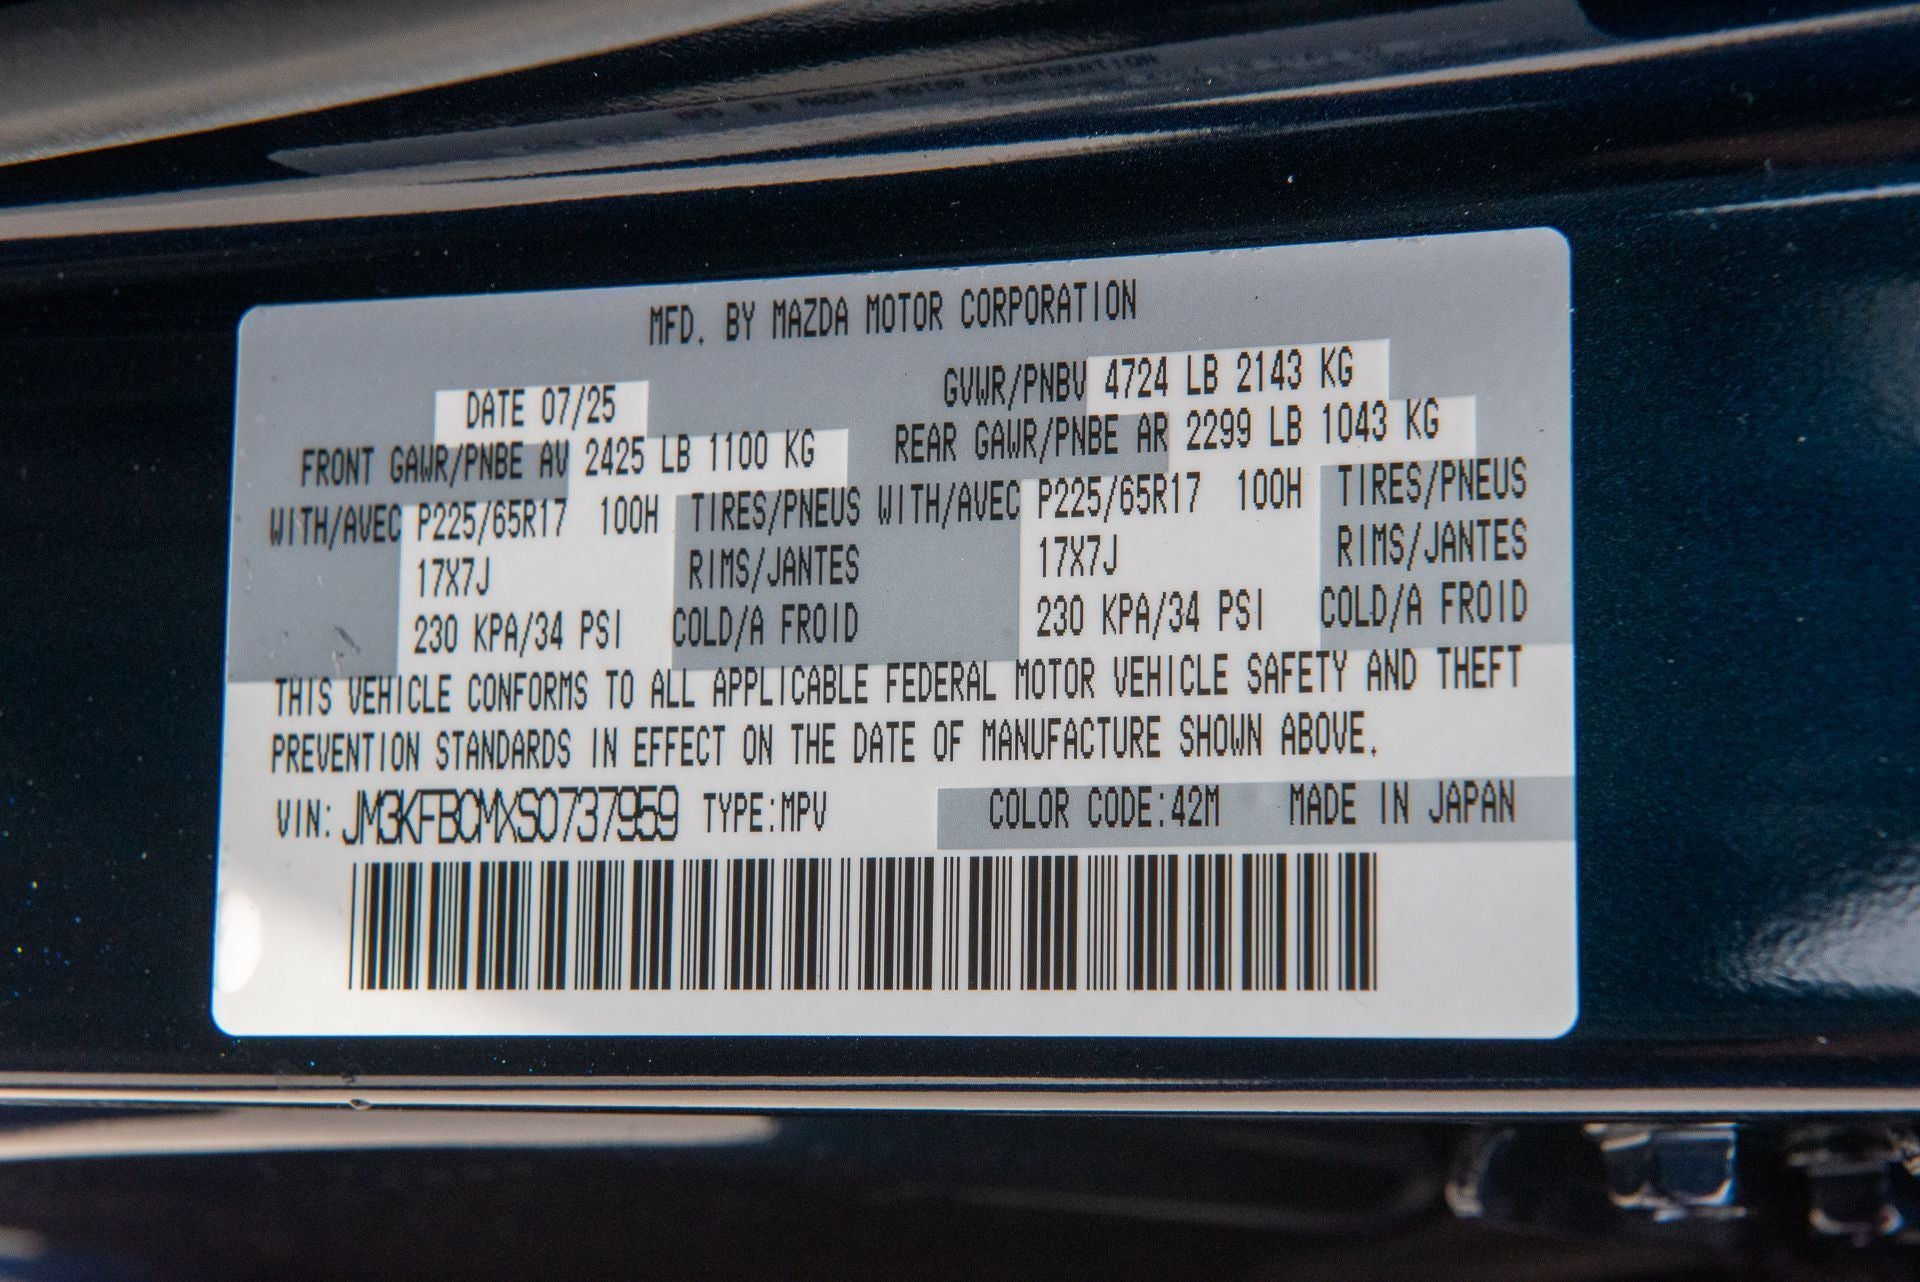 MFD. BY MAZDA MOTOR CORPORATION
DATE 07/25 GVWR/PNBV 4724 LB 2143 KG
FRONT GAWR/PNBE AV 2425 LB 1100 KG REAR GAWR/PNBE AR 2299 LB 1043 KG
WITH/AVEC P225/65R17 100H TIRES/PNEUS WITH/AVEC P225/65R17 100H TIRES/PNEUS
17X7J RIMS/JANTES 17X7J RIMS/JANTES
230 KPA/34 PSI COLD/A FROID 230 KPA/34 PSI COLD/A FROID
THIS VEHICLE CONFORMS TO ALL APPLICABLE FEDERAL MOTOR VEHICLE SAFETY AND THEFT
PREVENTION STANDARDS IN EFFECT ON THE DATE OF MANUFACTURE SHOWN ABOVE.
VIN: JM3KFBCMXS0737959 TYPE:MPV COLOR CODE:42M MADE IN JAPAN